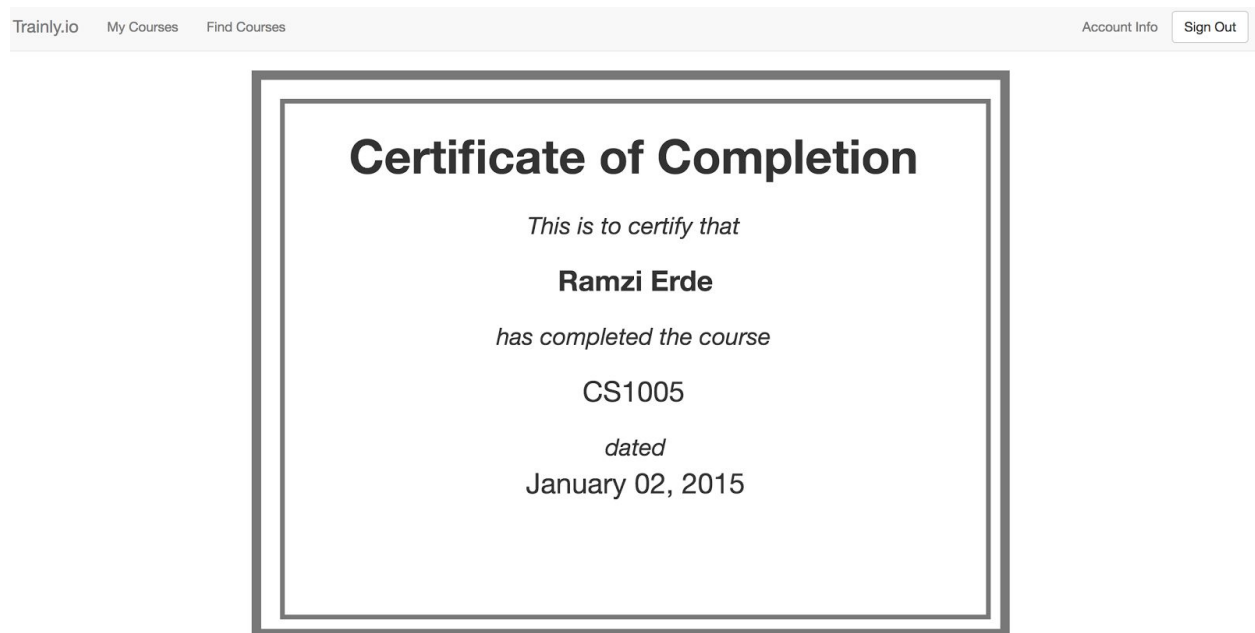 Trainly.io My Courses Find Courses Account Info Sign Out
Certificate of Completion
This is to certify that
Ramzi Erde
has completed the course
CS1005
dated
January 02, 2015